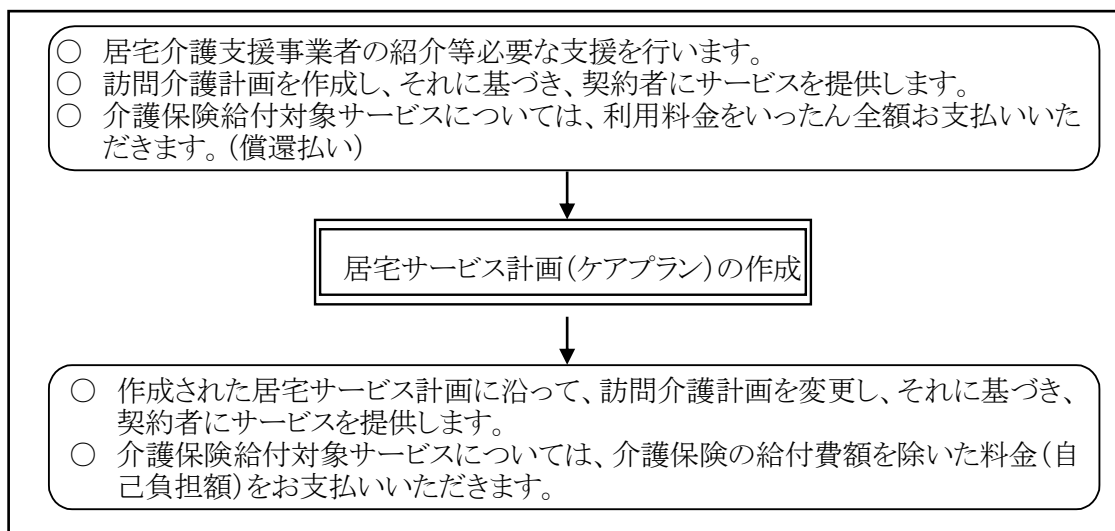 ○ 居宅介護支援事業者の紹介等必要な支援を行います。
○ 訪問介護計画を作成し、それに基づき、契約者にサービスを提供します。
○ 介護保険給付対象サービスについては、利用料金をいったん全額お支払いいた
だきます。(償還払い)
居宅サービス計画(ケアプラン)の作成
○ 作成された居宅サービス計画に沿って、訪問介護計画を変更し、それに基づき、
契約者にサービスを提供します。
○ 介護保険給付対象サービスについては、介護保険の給付費額を除いた料金(自
己負担額)をお支払いいただきます。